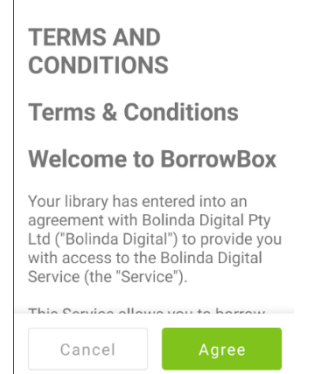 TERMS AND
CONDITIONS
Terms & Conditions
Welcome to BorrowBox
Your library has entered into an
agreement with Bolinda Digital Pty
Ltd ("Bolinda Digital") to provide you
with access to the Bolinda Digital
Service (the "Service").
This Service allows you to borrow
Cancel
Agree